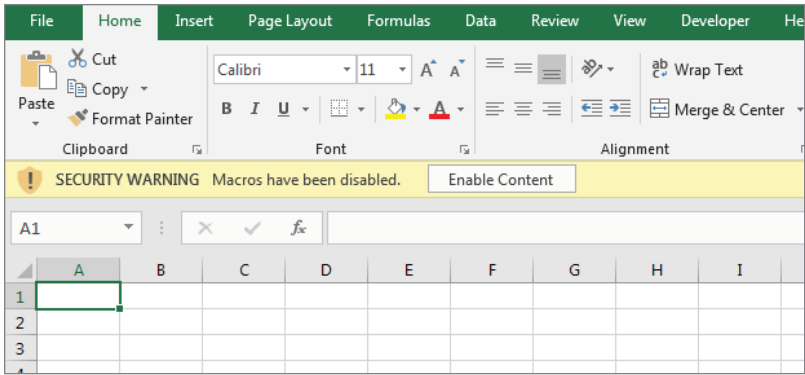 File Home Insert Page Layout Formulas Data Review View Developer He
Cut
Copy
Format Painter
Paste
Calibri 11 A A
ab
c Wrap Text
B I U A
Merge & Center
Clipboard Font Alignment
SECURITY WARNING Macros have been disabled. Enable Content
A1 fx
A B C D E F G H I
1
2
3